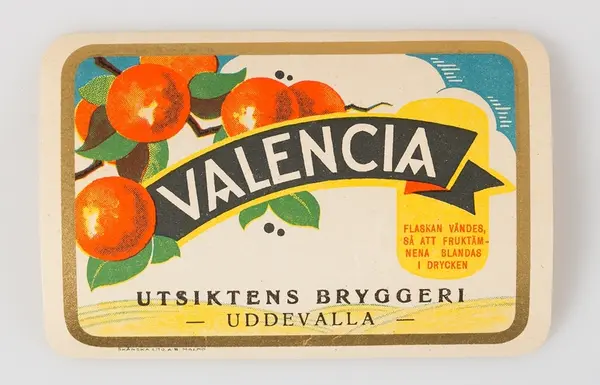 VALENCIA
FLASKAN VÄNDES,
SÅ ATT FRUKTÄM-
NENA BLANDAS
I DRYCKEN
UTSIKTENS BRYGGERI
— UDDEVALLA —